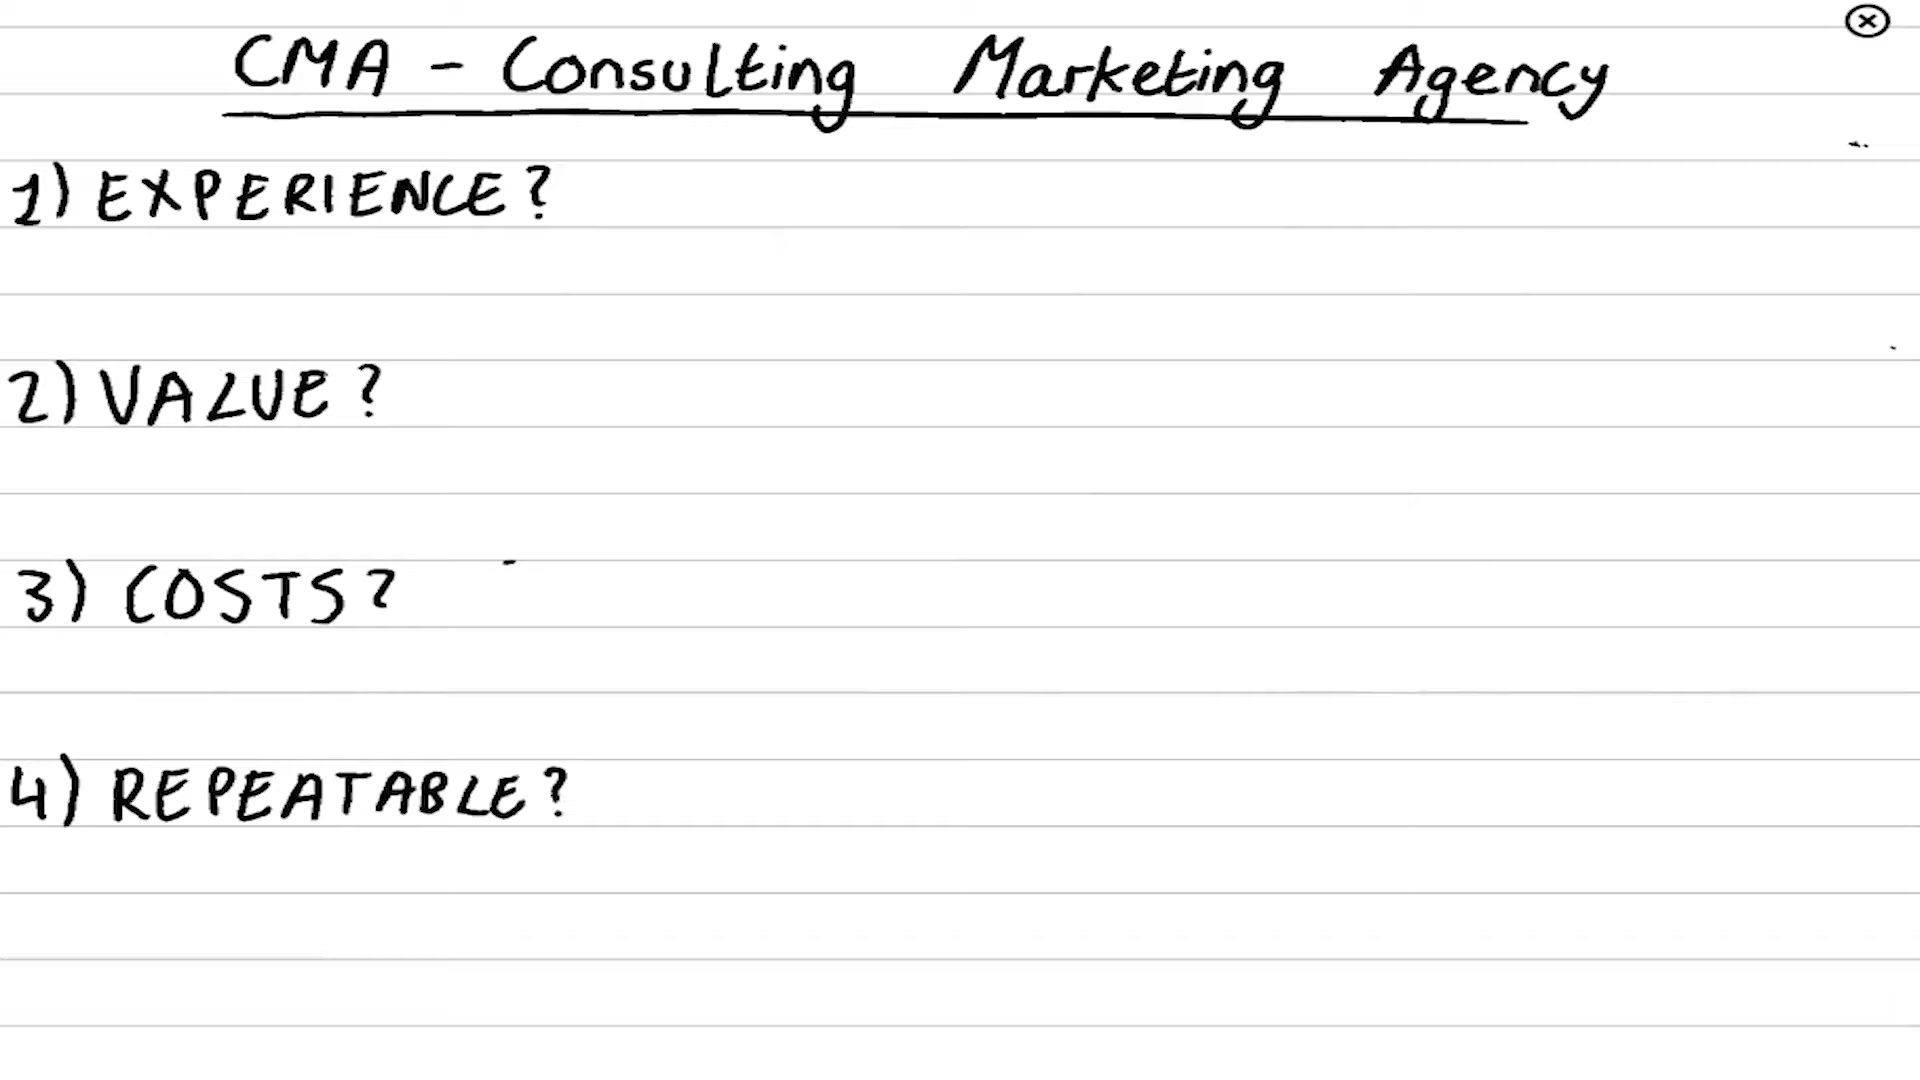 CMA - Consulting Marketing Agency
1) EXPERIENCE?
2) VALUE?
3) COSTS?
4) REPEATABLE?